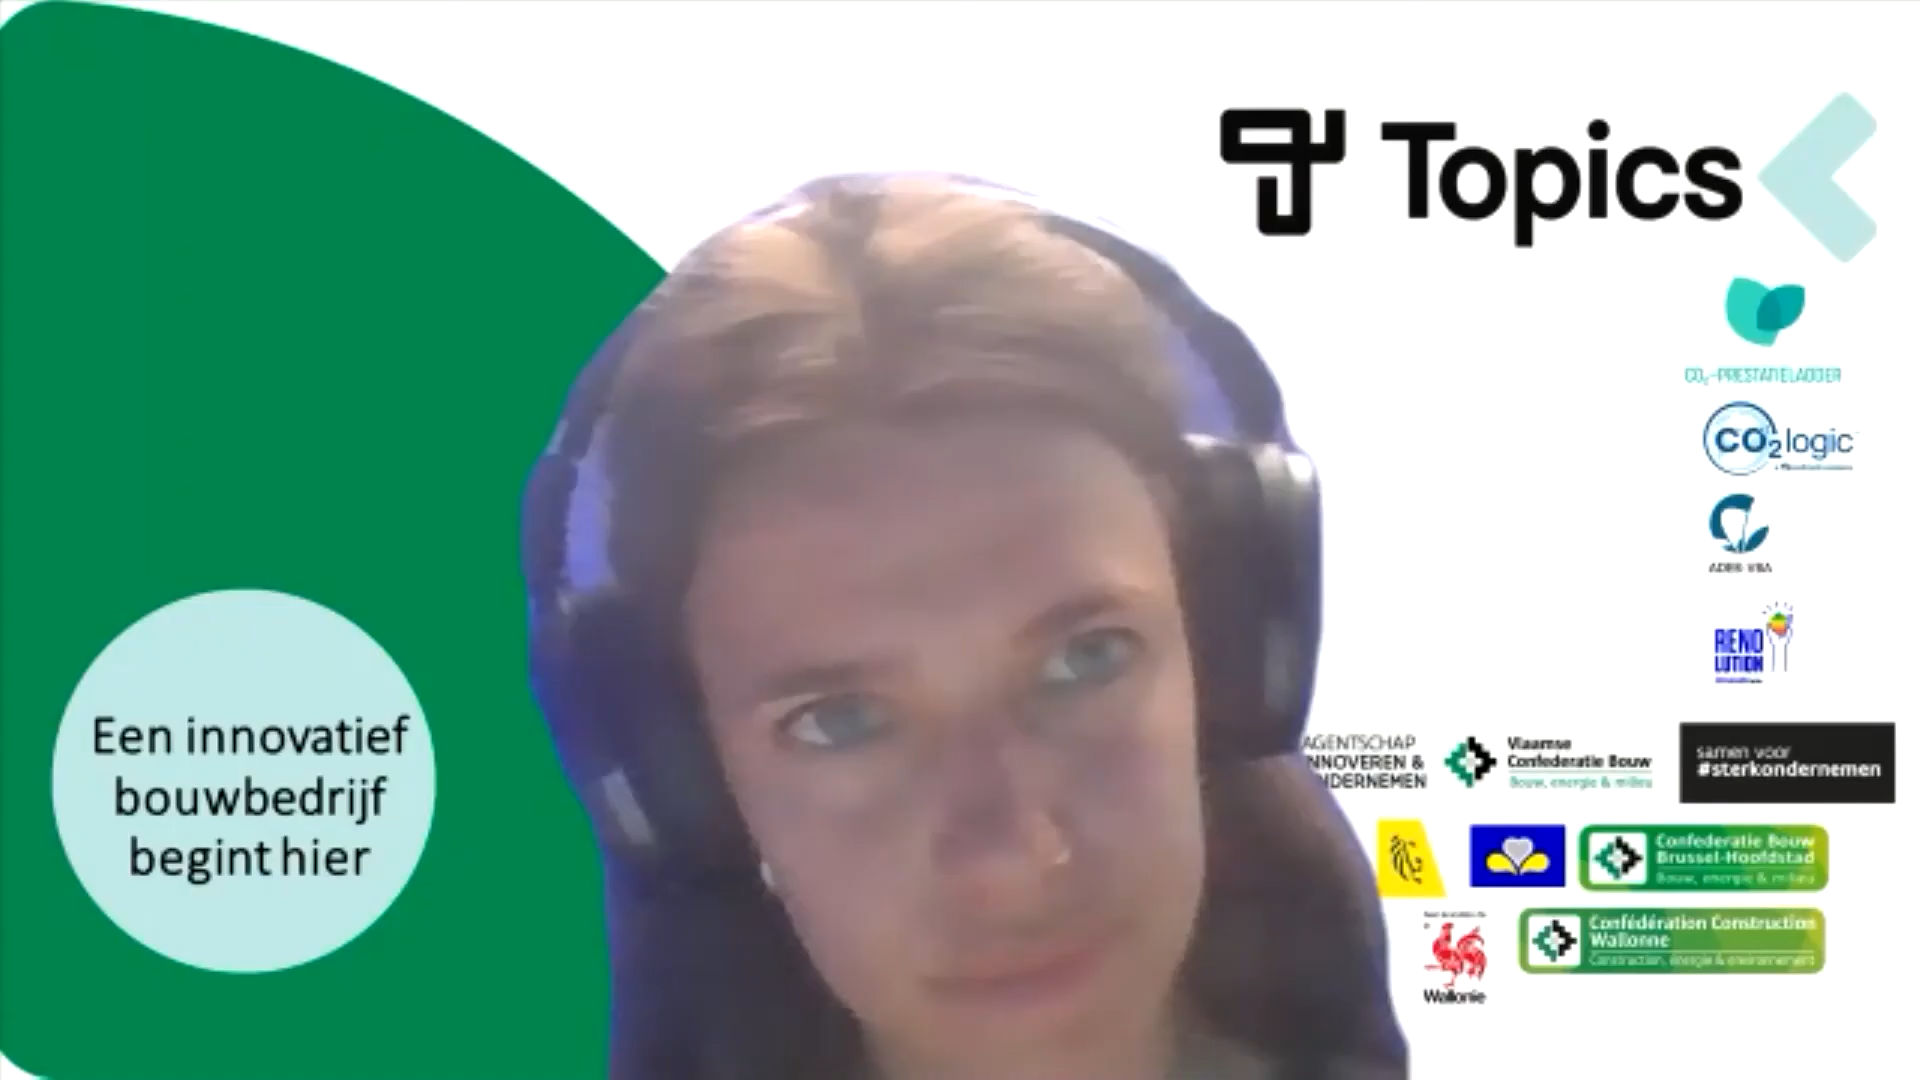 Topics
CO₂-PRESTATIELADDER
CO2logic
ADEB-VBA
RENO
LUTION
Een innovatief
bouwbedrijf
begint hier
AGENTSCHAP
INNOVEREN &
ONDERNEMEN
Vlaamse
Confederatie Bouw
Bouw, energie & milieu
samen voor
#sterkondernemen
Confederatie Bouw
Brussel-Hoofdstad
Bouw, energie & milieu
Confédération Construction
Wallonne
Construction, énergie & environnement
Wallonie